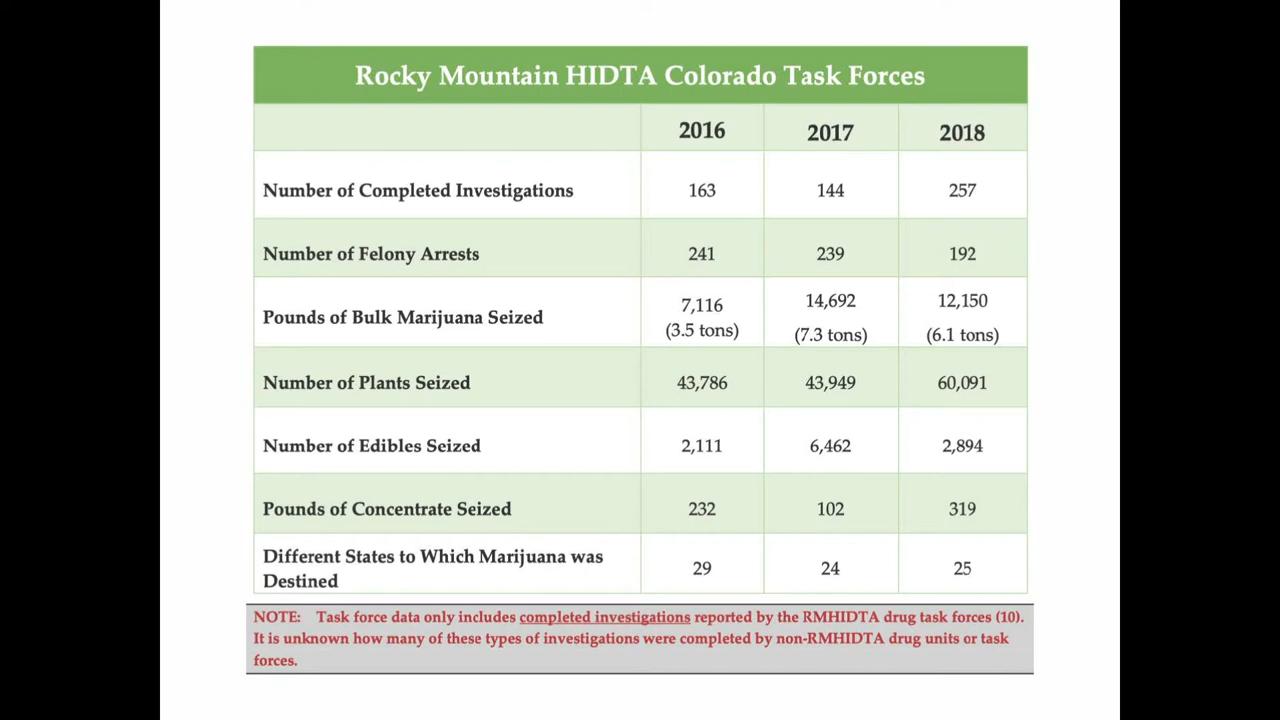 Rocky Mountain HIDTA Colorado Task Forces
2016 2017 2018
Number of Completed Investigations 163 144 257
Number of Felony Arrests 241 239 192
Pounds of Bulk Marijuana Seized 7,116 (3.5 tons) 14,692 (7.3 tons) 12,150 (6.1 tons)
Number of Plants Seized 43,786 43,949 60,091
Number of Edibles Seized 2,111 6,462 2,894
Pounds of Concentrate Seized 232 102 319
Different States to Which Marijuana was
Destined 29 24 25
NOTE: Task force data only includes completed investigations reported by the RMHIDTA drug task forces (10).
It is unknown how many of these types of investigations were completed by non-RMHIDTA drug units or task
forces.